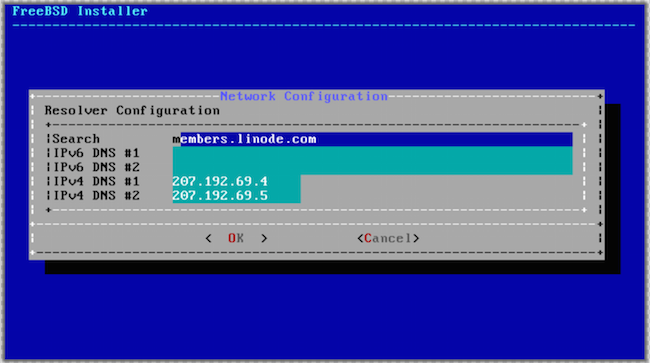 FreeBSD Installer
Network Configuration
Resolver Configuration
Search members.linode.com
IPv6 DNS #1
IPv6 DNS #2
IPv4 DNS #1 207.192.69.4
IPv4 DNS #2 207.192.69.5
< OK > <Cancel>